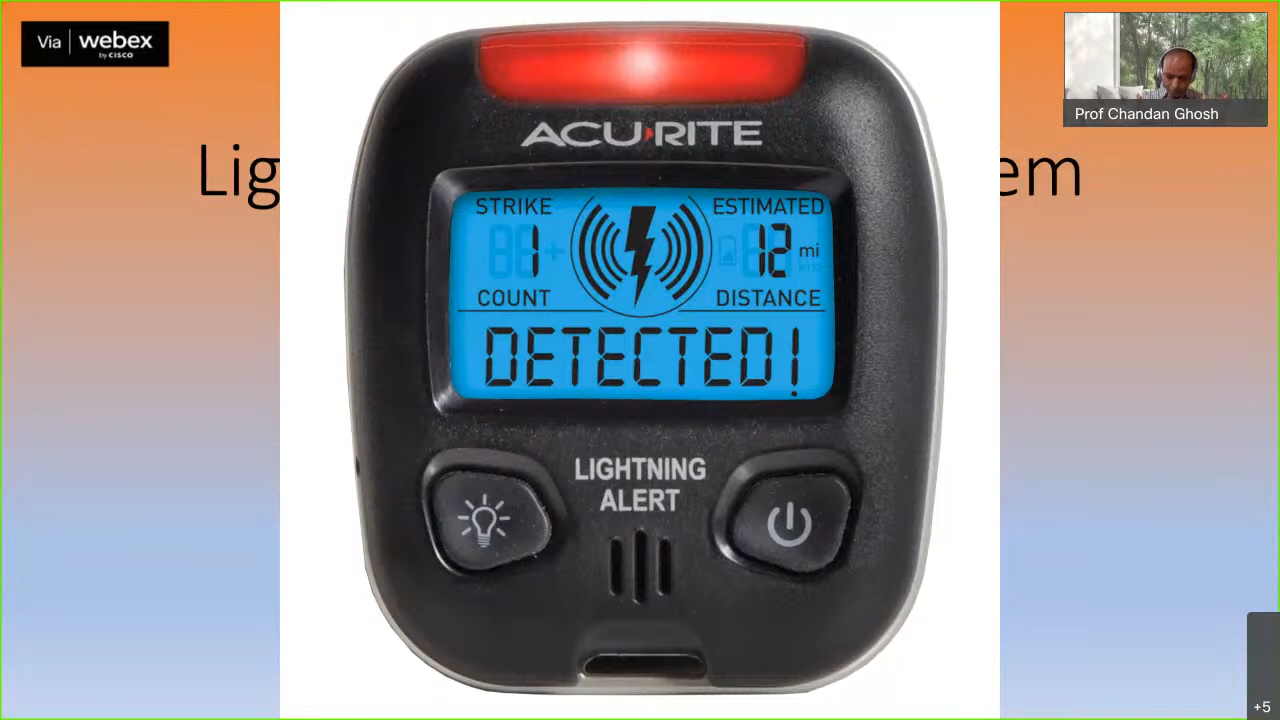 Via webex
by CISCO
Prof Chandan Ghosh
Lig
em
ACURITE
STRIKE
ESTIMATED
1
12 mi
COUNT
DISTANCE
DETECTED!
LIGHTNING
ALERT
+5